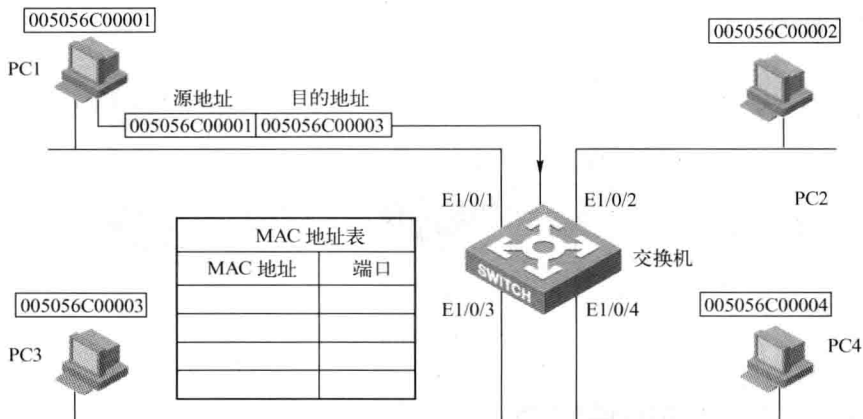 005056C00001
005056C00002
PC1
源地址
目的地址
005056C00001
005056C00003
E1/0/1
E1/0/2
PC2
MAC 地址表
MAC 地址
端口
SWITCH
交换机
005056C00003
E1/0/3
E1/0/4
005056C00004
PC3
PC4